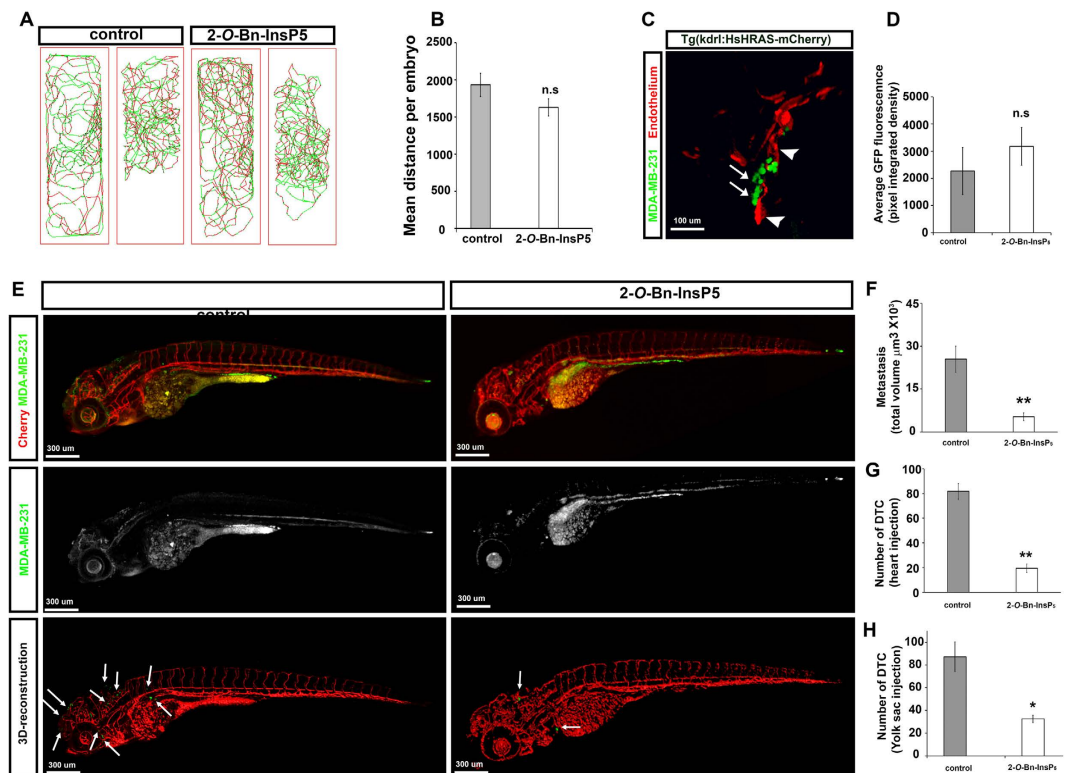 A
control
2-O-Bn-InsP5
B
Mean distance per embryo
2500
2000
1500
1000
500
0
n.s
control
2-O-Bn-InsP5
C
Tg(kdrl:HsHRAS-mCherry)
MDA-MB-231 Endothelium
100 um
D
Average GFP fluorescence
(pixel integrated density)
5000
4000
3000
2000
1000
0
n.s
control
2-O-Bn-InsP₅
E
control
2-O-Bn-InsP5
Cherry MDA-MB-231
300 um
300 um
MDA-MB-231
300 um
300 um
3D-reconstruction
300 um
300 um
F
Metastasis
(total volume μm3 X10³)
45
30
15
0
**
control
2-O-Bn-InsP₅
G
Number of DTC
(heart injection)
100
80
60
40
20
0
**
control
2-O-Bn-InsP₅
H
Number of DTC
(Yolk sac injection)
100
80
60
40
20
0
*
control
2-O-Bn-InsP₅